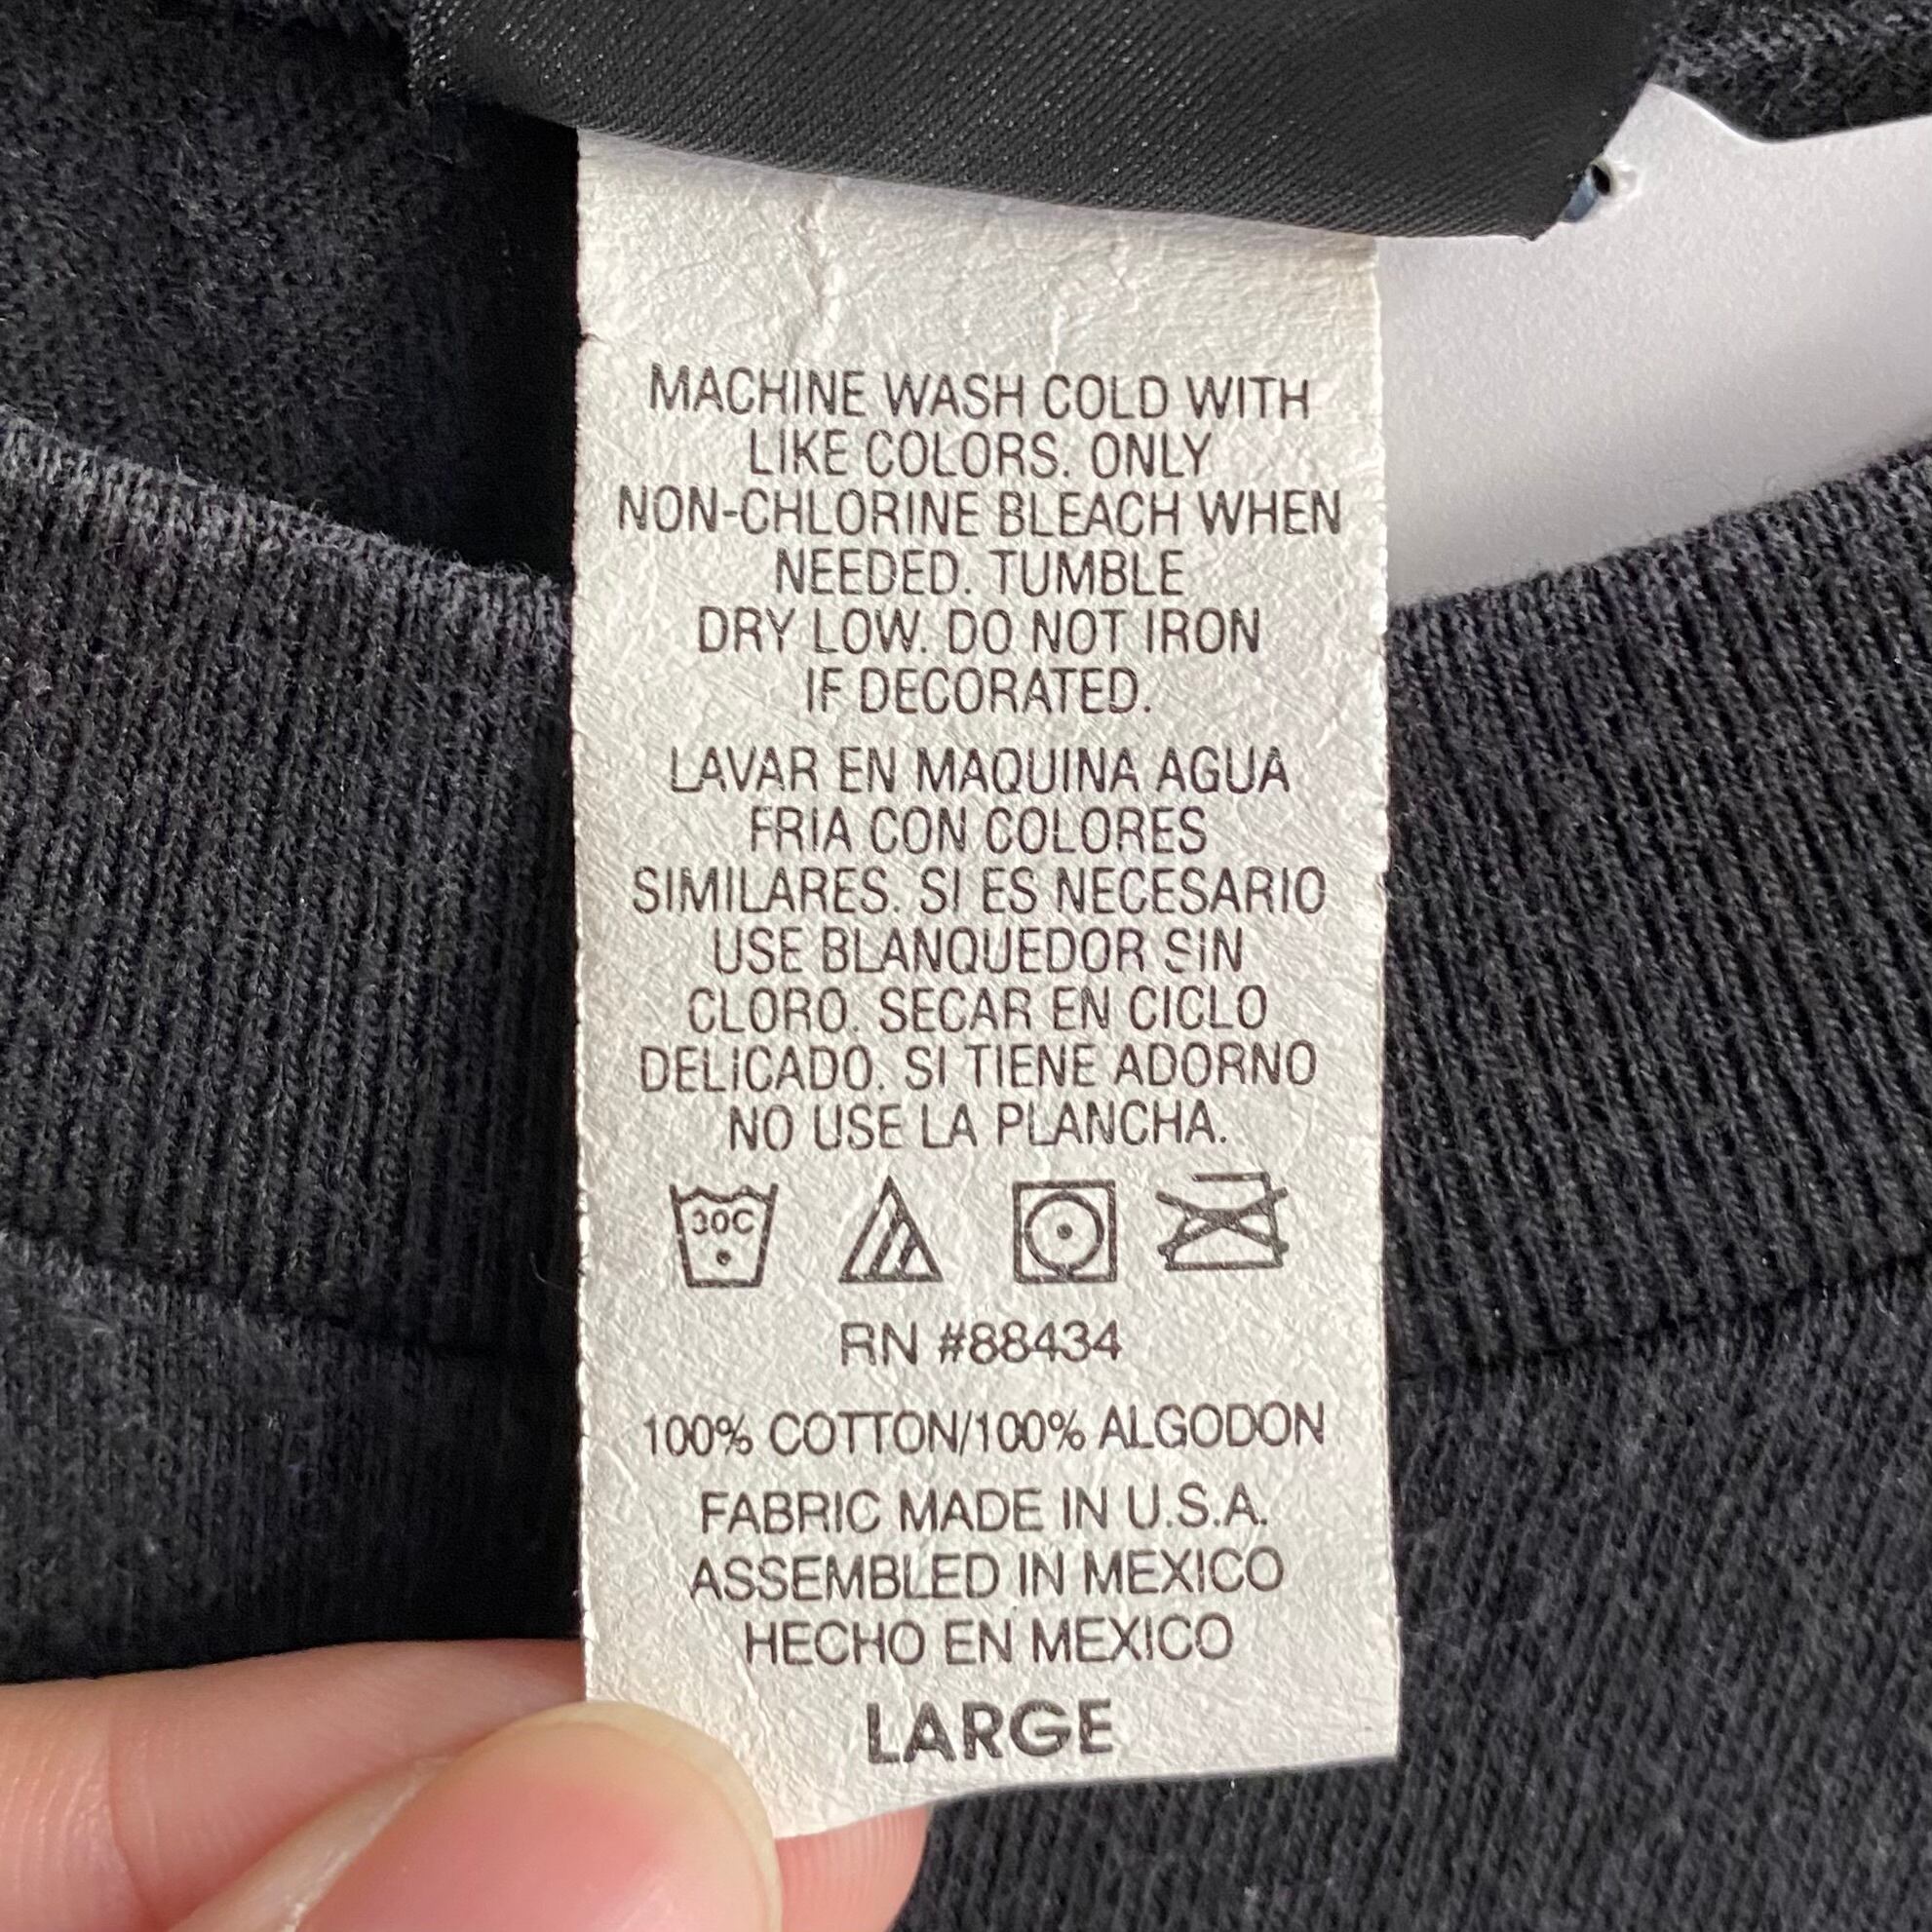 MACHINE WASH COLD WITH
LIKE COLORS. ONLY
NON-CHLORINE BLEACH WHEN
NEEDED. TUMBLE
DRY LOW. DO NOT IRON
IF DECORATED.
LAVAR EN MAQUINA AGUA
FRIA CON COLORES
SIMILARES. SI ES NECESARIO
USE BLANQUEDOR SIN
CLORO. SECAR EN CICLO
DELICADO. SI TIENE ADORNO
NO USE LA PLANCHA.
30C
RN #88434
100% COTTON/100% ALGODON
FABRIC MADE IN U.S.A.
ASSEMBLED IN MEXICO
HECHO EN MEXICO
LARGE